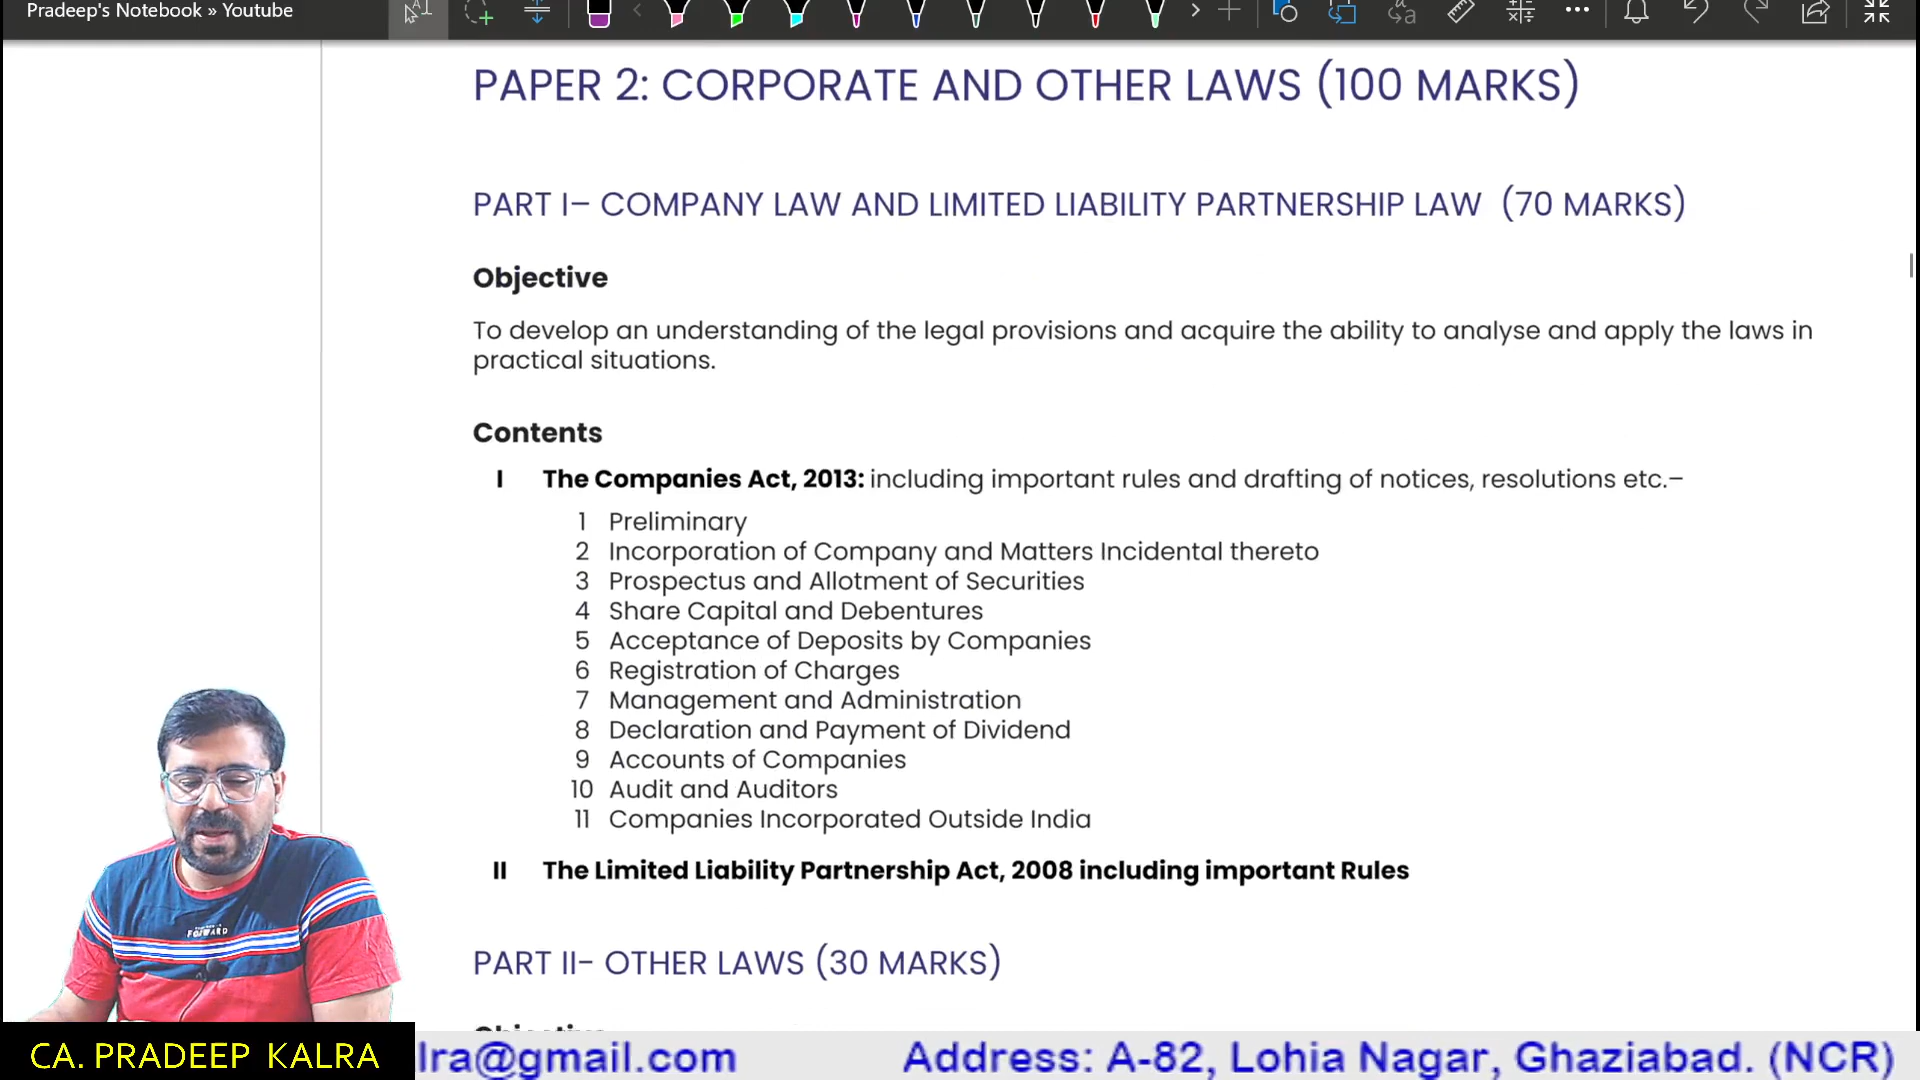 Pradeep's Notebook » Youtube
PAPER 2: CORPORATE AND OTHER LAWS (100 MARKS)
PART I– COMPANY LAW AND LIMITED LIABILITY PARTNERSHIP LAW (70 MARKS)
Objective
To develop an understanding of the legal provisions and acquire the ability to analyse and apply the laws in
practical situations.
Contents
I The Companies Act, 2013: including important rules and drafting of notices, resolutions etc.–
1 Preliminary
2 Incorporation of Company and Matters Incidental thereto
3 Prospectus and Allotment of Securities
4 Share Capital and Debentures
5 Acceptance of Deposits by Companies
6 Registration of Charges
7 Management and Administration
8 Declaration and Payment of Dividend
9 Accounts of Companies
10 Audit and Auditors
11 Companies Incorporated Outside India
II The Limited Liability Partnership Act, 2008 including important Rules
PART II- OTHER LAWS (30 MARKS)
FORWARD
CA. PRADEEP KALRA
lra@gmail.com Address: A-82, Lohia Nagar, Ghaziabad. (NCR)